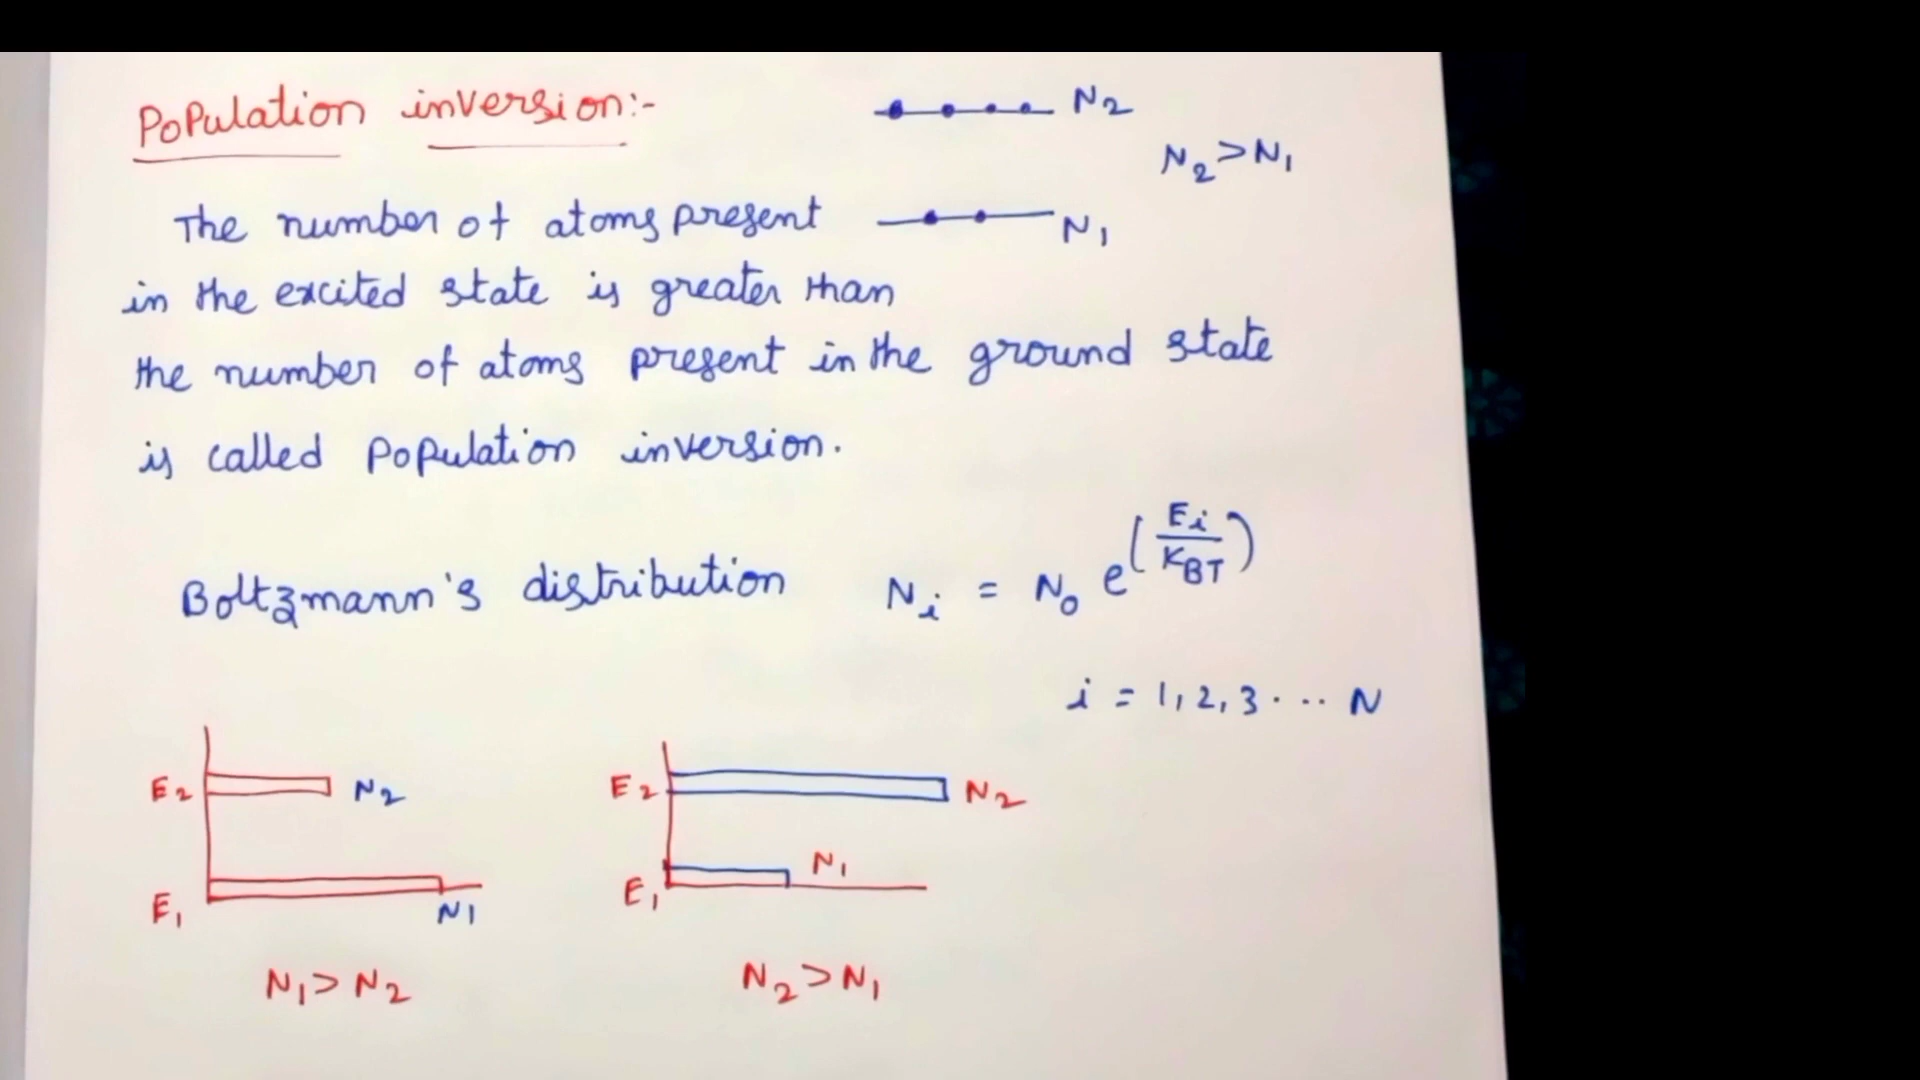 Population inversion:-
N2
N2 > N1
The number of atoms present
N1
in the excited state is greater than
the number of atoms present in the ground state
is called population inversion.
Boltzmann's distribution Ni = N0 e^(Ei/KBT)
i = 1, 2, 3 . . . . N
E2 N2
E1 N1
N1 > N2
E2 N2
E1 N1
N2 > N1